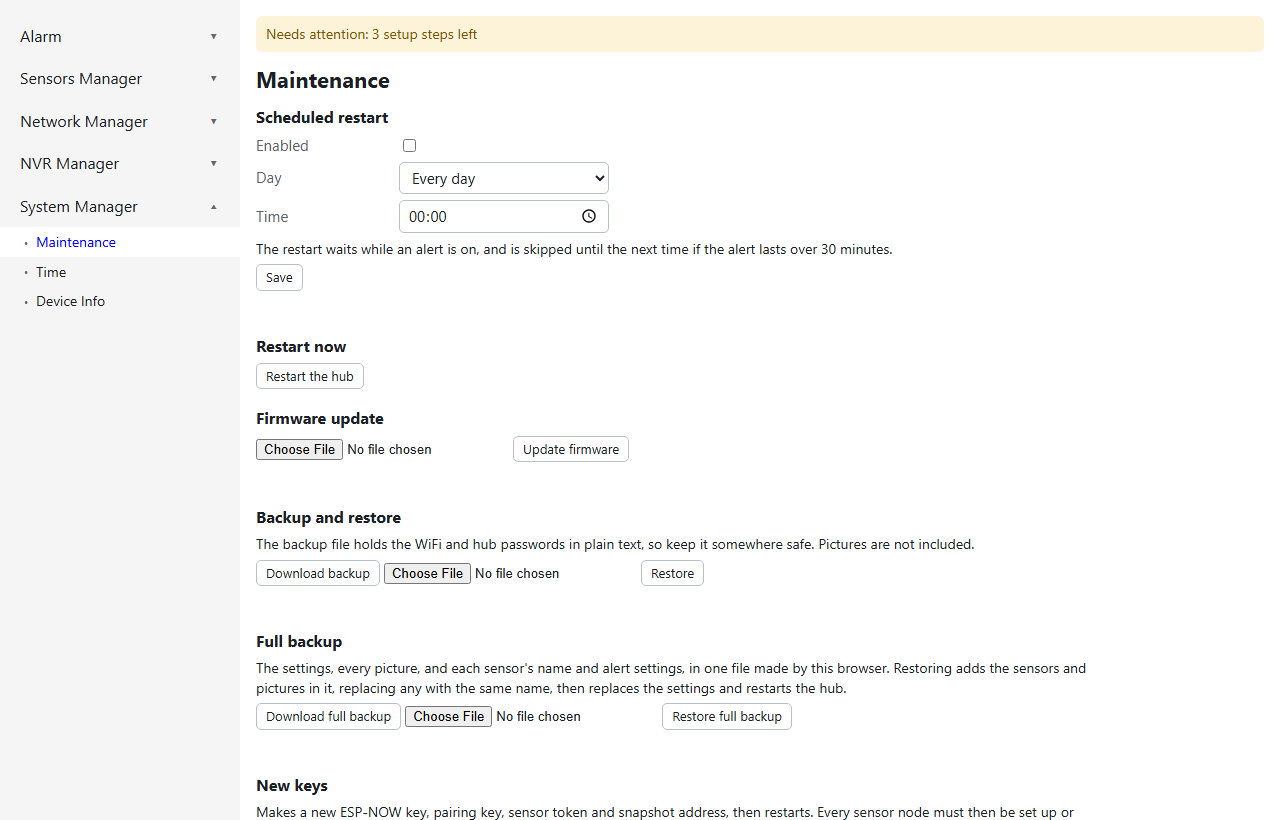 Alarm
Sensors Manager
Network Manager
NVR Manager
System Manager
Maintenance
Time
Device Info
Needs attention: 3 setup steps left
Maintenance
Scheduled restart
Enabled
Day Every day
Time 00:00
The restart waits while an alert is on, and is skipped until the next time if the alert lasts over 30 minutes.
Save
Restart now
Restart the hub
Firmware update
Choose File No file chosen Update firmware
Backup and restore
The backup file holds the WiFi and hub passwords in plain text, so keep it somewhere safe. Pictures are not included.
Download backup Choose File No file chosen Restore
Full backup
The settings, every picture, and each sensor's name and alert settings, in one file made by this browser. Restoring adds the sensors and
pictures in it, replacing any with the same name, then replaces the settings and restarts the hub.
Download full backup Choose File No file chosen Restore full backup
New keys
Makes a new ESP-NOW key, pairing key, sensor token and snapshot address, then restarts. Every sensor node must then be set up or